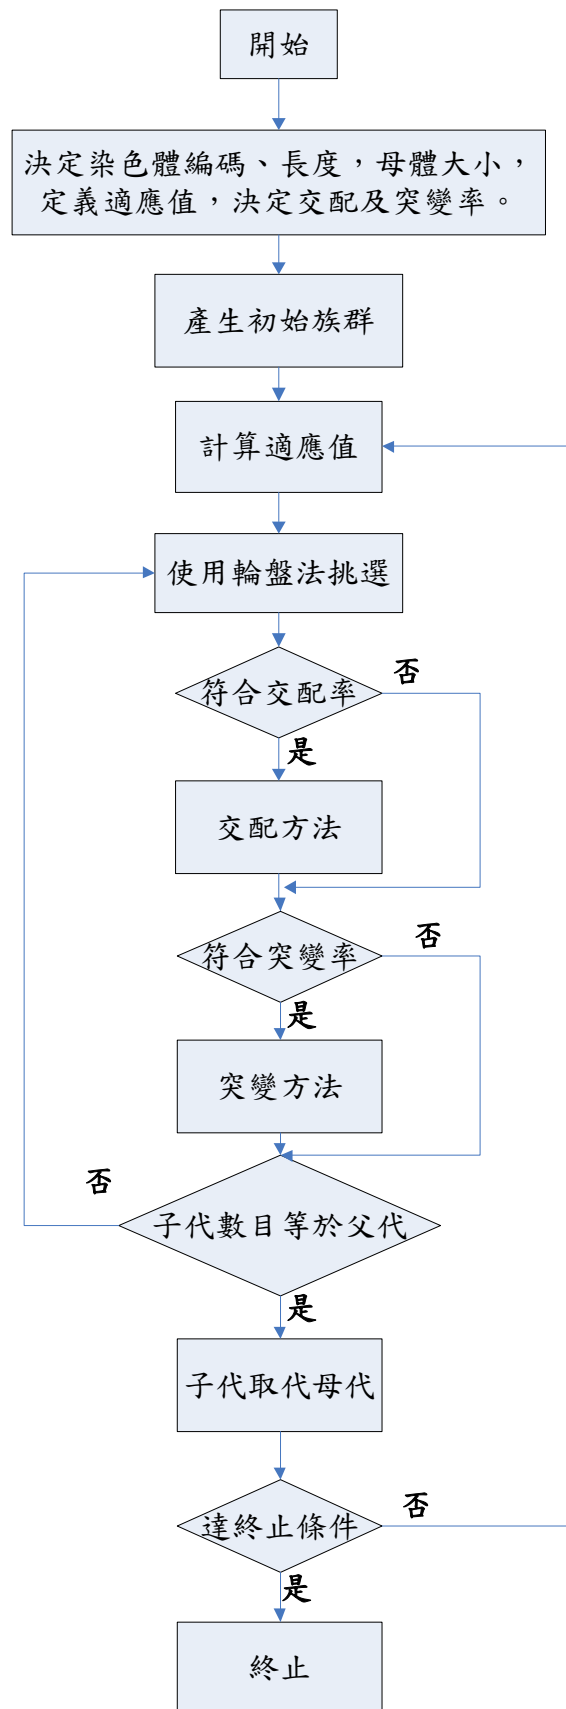 開始
決定染色體編碼、長度，母體大小，
定義適應值，決定交配及突變率。
產生初始族群
計算適應值
使用輪盤法挑選
符合交配率
否
是
交配方法
符合突變率
否
是
突變方法
否
子代數目等於父代
是
子代取代母代
達終止條件
否
是
終止